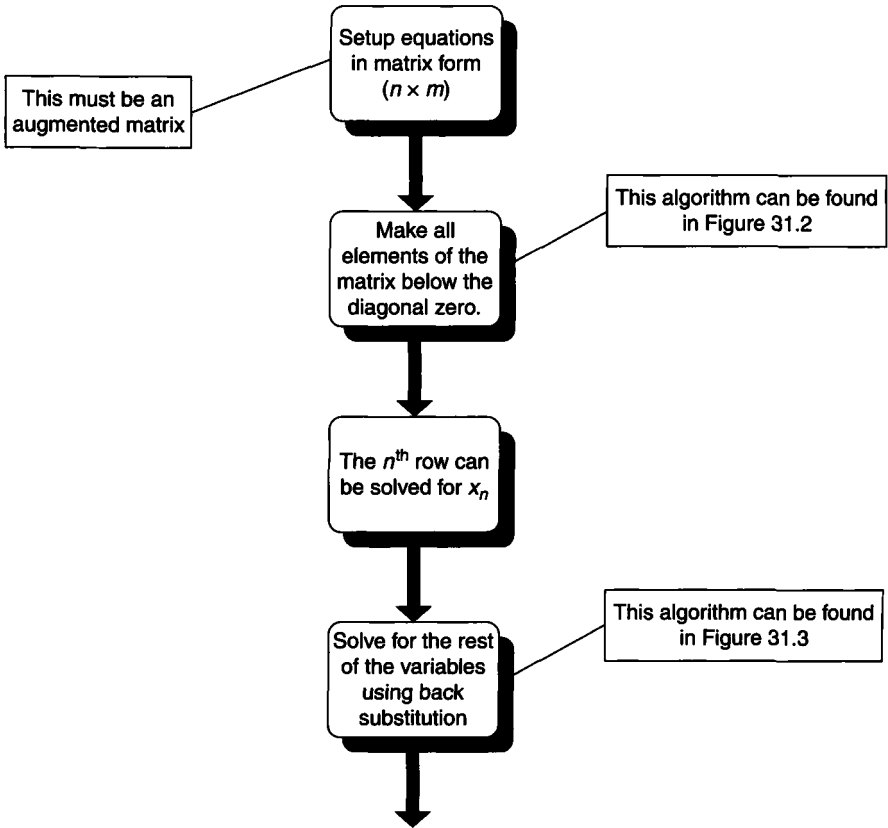 Setup equations
in matrix form
(n × m)
This must be an
augmented matrix
Make all
elements of the
matrix below the
diagonal zero.
This algorithm can be found
in Figure 31.2
The nth row can
be solved for xn
Solve for the rest
of the variables
using back
substitution
This algorithm can be found
in Figure 31.3